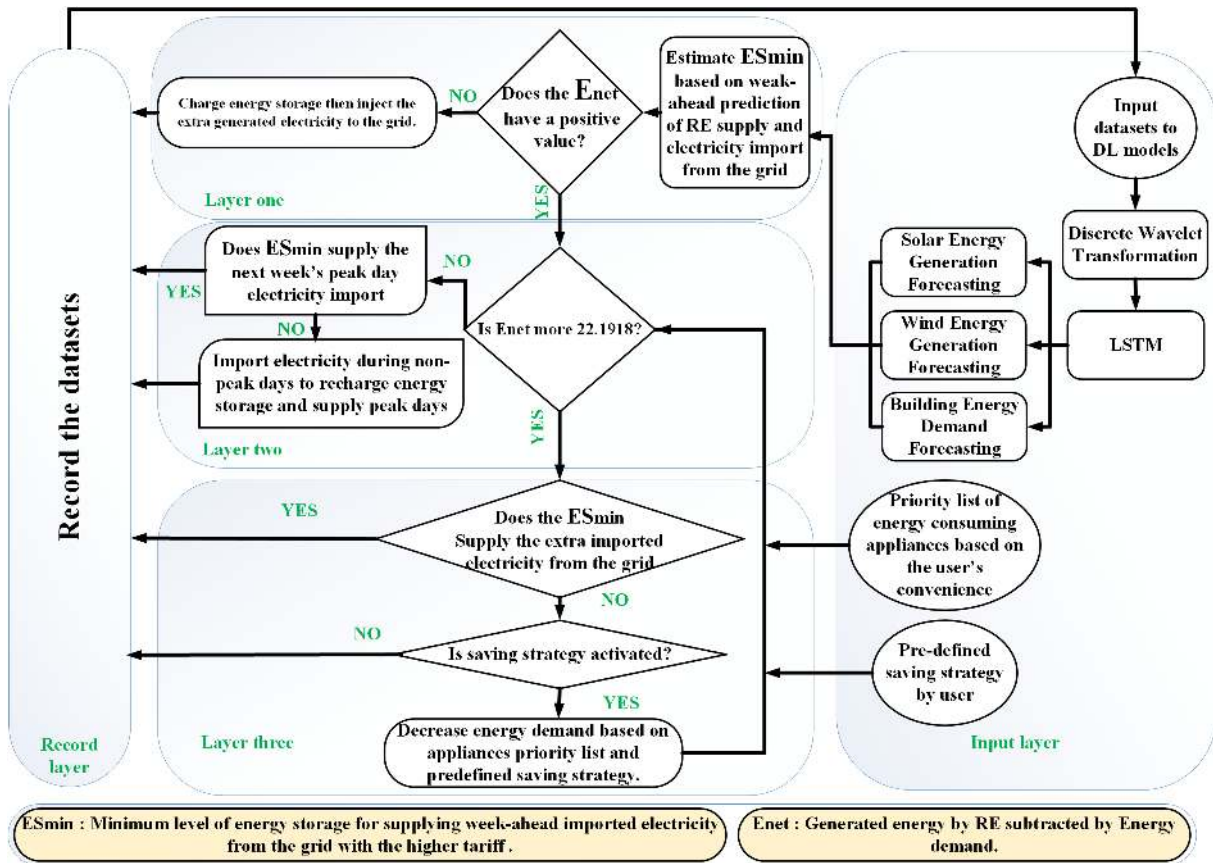 Estimate ESmin
based on weak-
ahead prediction
of RE supply and
electricity import
from the grid
Does the Enet
have a positive
value?
NO
Charge energy storage then inject the
extra generated electricity to the grid.
YES
Layer one
Input
datasets to
DL models
Discrete Wavelet
Transformation
LSTM
Solar Energy
Generation
Forecasting
Wind Energy
Generation
Forecasting
Building Energy
Demand
Forecasting
Does ESmin supply the
next week's peak day
electricity import
NO
YES
NO
Is Enet more 22.1918?
Import electricity during non-
peak days to recharge energy
storage and supply peak days
YES
Layer two
Record the datasets
YES
Does the ESmin
Supply the extra imported
electricity from the grid
NO
NO
Is saving strategy activated?
YES
Decrease energy demand based on
appliances priority list and
predefined saving strategy.
Layer three
Priority list of
energy consuming
appliances based on
the user's
convenience
Pre-defined
saving strategy
by user
Input layer
Record
layer
ESmin : Minimum level of energy storage for supplying week-ahead imported electricity
from the grid with the higher tariff .
Enet : Generated energy by RE subtracted by Energy
demand.